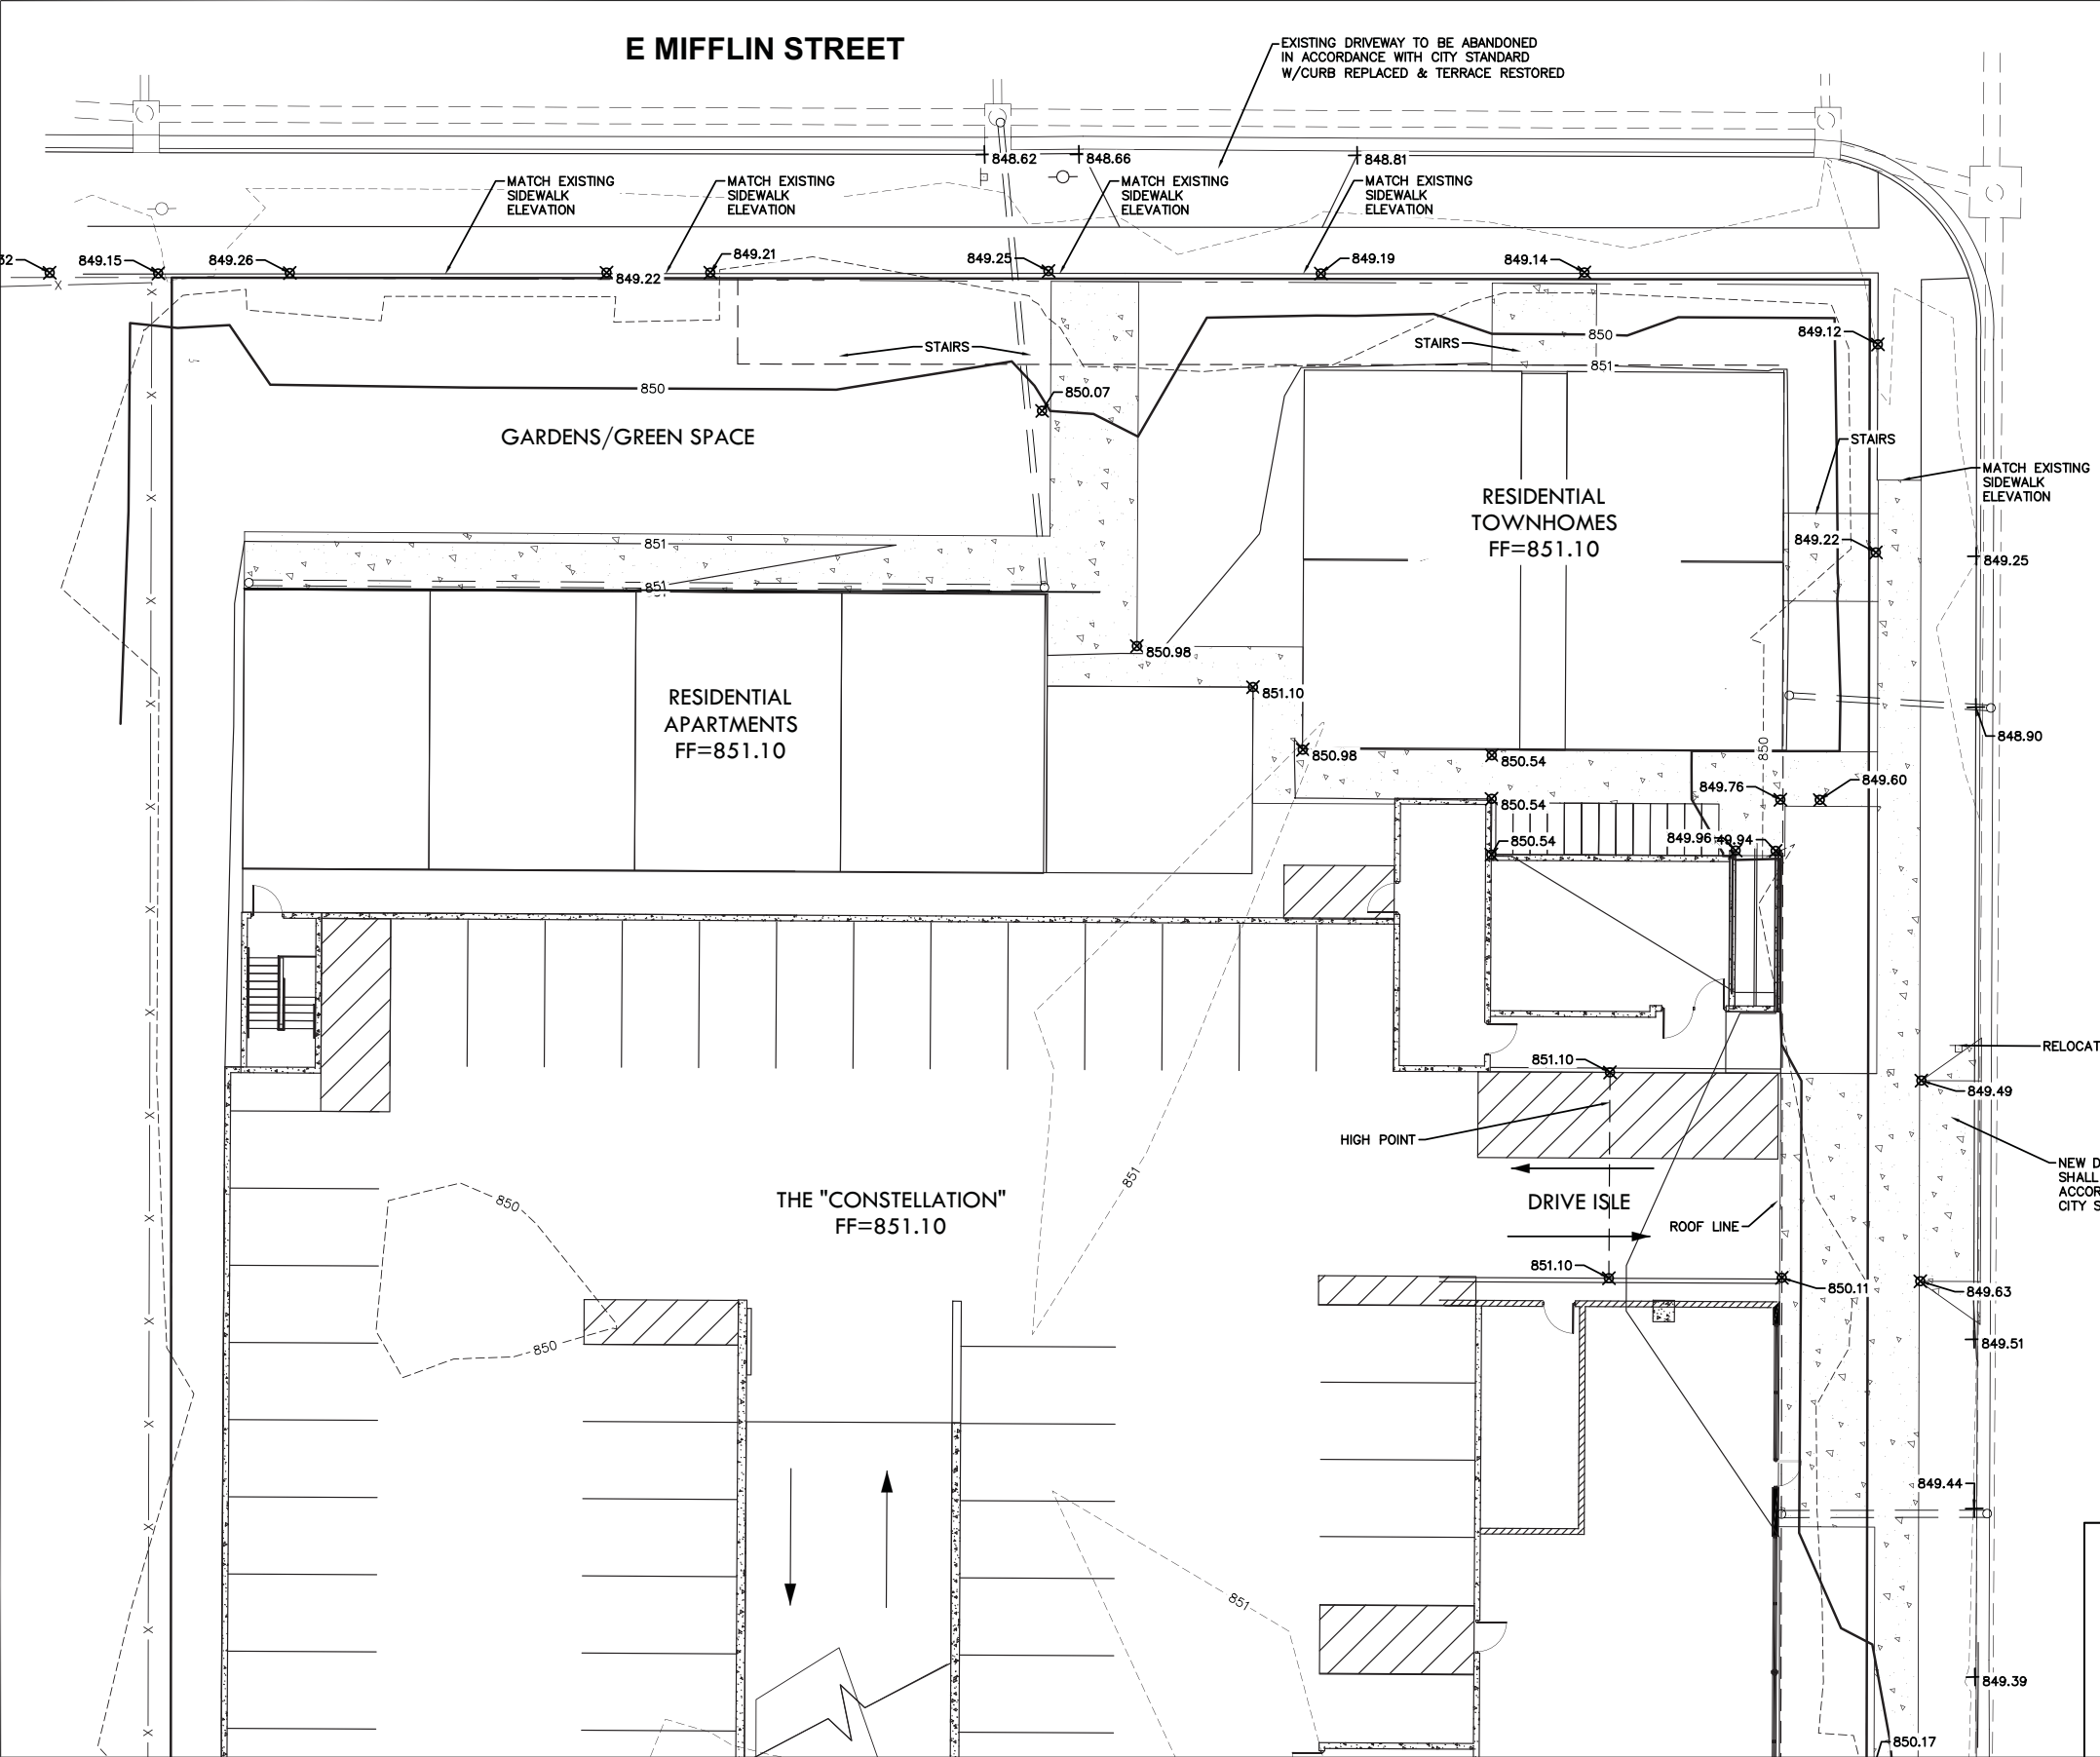 E MIFFLIN STREET
EXISTING DRIVEWAY TO BE ABANDONED
IN ACCORDANCE WITH CITY STANDARD
W/CURB REPLACED & TERRACE RESTORED
848.62
848.66
848.81
MATCH EXISTING
SIDEWALK
ELEVATION
MATCH EXISTING
SIDEWALK
ELEVATION
MATCH EXISTING
SIDEWALK
ELEVATION
MATCH EXISTING
SIDEWALK
ELEVATION
32
849.15
849.26
849.22
849.21
849.25
849.19
849.14
849.12
STAIRS
STAIRS
850
851
850
850.07
GARDENS/GREEN SPACE
STAIRS
MATCH EXISTING
SIDEWALK
ELEVATION
RESIDENTIAL
TOWNHOMES
FF=851.10
849.22
849.25
851
851
850.98
851.10
RESIDENTIAL
APARTMENTS
FF=851.10
850.98
850.54
850
848.90
849.76
849.60
850.54
850.54
849.96
49.94
851.10
RELOCAT
849.49
HIGH POINT
851
NEW D
SHALL
ACCOR
CITY S
850
THE "CONSTELLATION"
FF=851.10
DRIVE ISLE
ROOF LINE
851.10
850.11
849.63
850
849.51
849.44
851
849.39
850.17